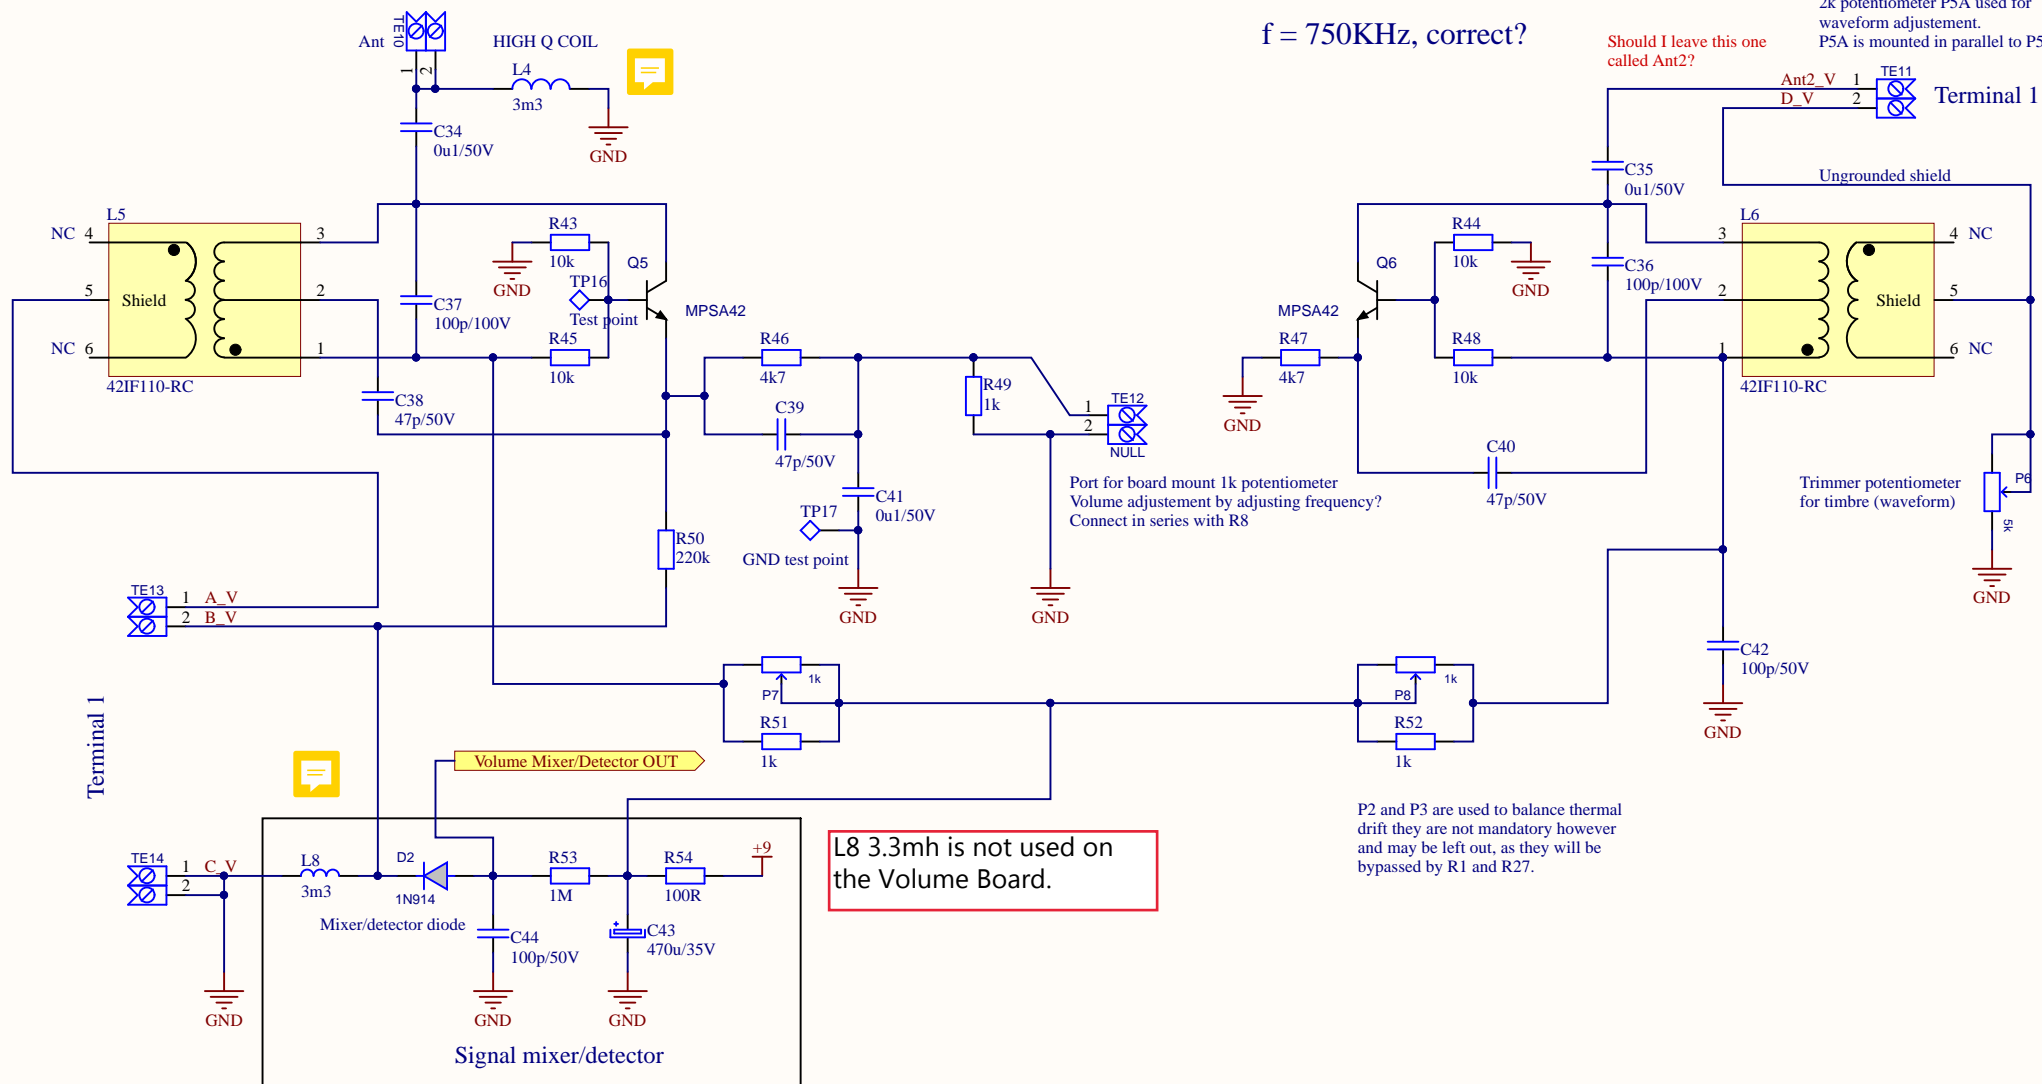 Ant
TE10
1
2
HIGH Q COIL
L4
3m3
GND
C34
0u1/50V
f = 750KHz, correct?
Should I leave this one
called Ant2?
2k potentiometer P5A used for
waveform adjustement.
P5A is mounted in parallel to P5
Ant2_V 1
D_V 2
TE11
Terminal 1
C35
0u1/50V
Ungrounded shield
L5
NC 4
5
NC 6
Shield
3
2
1
42IF110-RC
C37
100p/100V
R43
10k
GND
TP16
Test point
R45
10k
Q5
MPSA42
C38
47p/50V
R46
4k7
C39
47p/50V
C41
0u1/50V
TP17
GND test point
GND
R49
1k
TE12
1
2
NULL
GND
Port for board mount 1k potentiometer
Volume adjustement by adjusting frequency?
Connect in series with R8
R50
220k
Q6
MPSA42
R44
10k
GND
R47
4k7
GND
R48
10k
C36
100p/100V
C40
47p/50V
L6
3
2
1
Shield
4 NC
5
6 NC
42IF110-RC
Trimmer potentiometer
for timbre (waveform)
P6
5k
GND
TE13
1 A_V
2 B_V
Terminal 1
P7
1k
R51
1k
P8
1k
R52
1k
C42
100p/50V
GND
Volume Mixer/Detector OUT
P2 and P3 are used to balance thermal
drift they are not mandatory however
and may be left out, as they will be
bypassed by R1 and R27.
L8 3.3mh is not used on
the Volume Board.
TE14
1 C_V
2
GND
L8
3m3
D2
1N914
Mixer/detector diode
R53
1M
R54
100R
+9
C44
100p/50V
GND
C43
470u/35V
GND
Signal mixer/detector